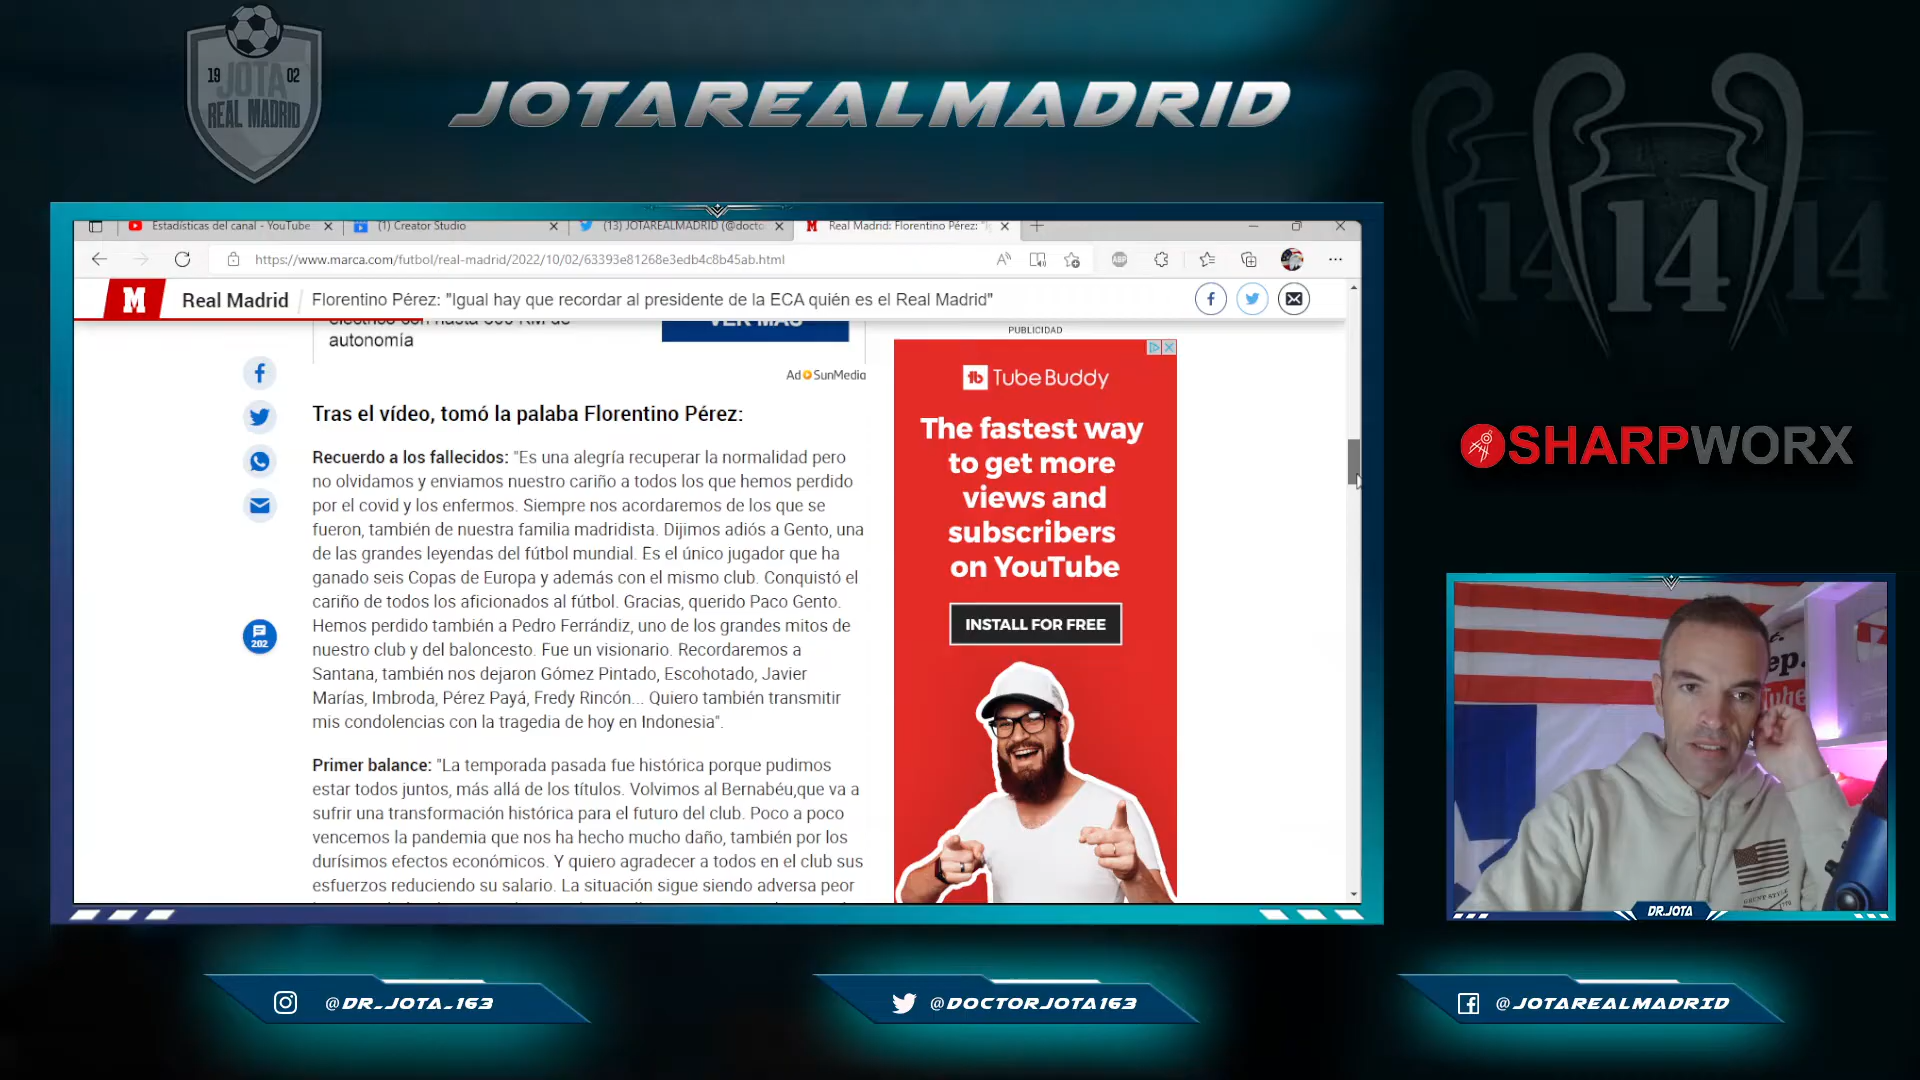 19 02
JOTA
REAL MADRID
JOTAREALMADRID
14 14 14
Estadísticas del canal - YouTube
(1) Creator Studio
(13) JOTAREALMADRID (@docto
Real Madrid: Florentino Pérez: "I
https://www.marca.com/futbol/real-madrid/2022/10/02/63393e81268e3edb4c8b45ab.html
ABP
M Real Madrid Florentino Pérez: "Igual hay que recordar al presidente de la ECA quién es el Real Madrid"
autonomía
VER MÁS
Ad SunMedia
Tras el vídeo, tomó la palaba Florentino Pérez:
Recuerdo a los fallecidos: "Es una alegría recuperar la normalidad pero
no olvidamos y enviamos nuestro cariño a todos los que hemos perdido
por el covid y los enfermos. Siempre nos acordaremos de los que se
fueron, también de nuestra familia madridista. Dijimos adiós a Gento, una
de las grandes leyendas del fútbol mundial. Es el único jugador que ha
ganado seis Copas de Europa y además con el mismo club. Conquistó el
cariño de todos los aficionados al fútbol. Gracias, querido Paco Gento.
Hemos perdido también a Pedro Ferrándiz, uno de los grandes mitos de
nuestro club y del baloncesto. Fue un visionario. Recordaremos a
Santana, también nos dejaron Gómez Pintado, Escohotado, Javier
Marías, Imbroda, Pérez Payá, Fredy Rincón... Quiero también transmitir
mis condolencias con la tragedia de hoy en Indonesia".
202
Primer balance: "La temporada pasada fue histórica porque pudimos
estar todos juntos, más allá de los títulos. Volvimos al Bernabéu,que va a
sufrir una transformación histórica para el futuro del club. Poco a poco
vencemos la pandemia que nos ha hecho mucho daño, también por los
durísimos efectos económicos. Y quiero agradecer a todos en el club sus
esfuerzos reduciendo su salario. La situación sigue siendo adversa peor
PUBLICIDAD
tb TubeBuddy
The fastest way
to get more
views and
subscribers
on YouTube
INSTALL FOR FREE
SHARPWORX
ep.
DR.JOTA
@DR_JOTA_163
@DOCTORJOTA163
@JOTAREALMADRID